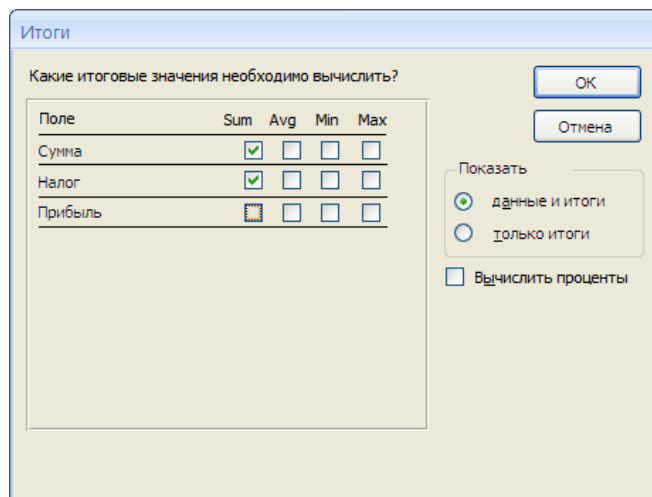 Итоги
Какие итоговые значения необходимо вычислить?
Поле Sum Avg Min Max
Сумма
Налог
Прибыль
ОК
Отмена
Показать
данные и итоги
только итоги
Вычислить проценты